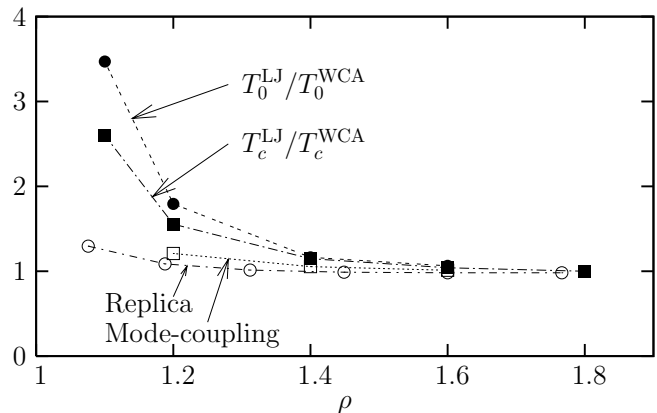 4
3
2
1
0
T_0^LJ/T_0^WCA
T_c^LJ/T_c^WCA
Replica
Mode-coupling
1 1.2 1.4 1.6 1.8
ρ